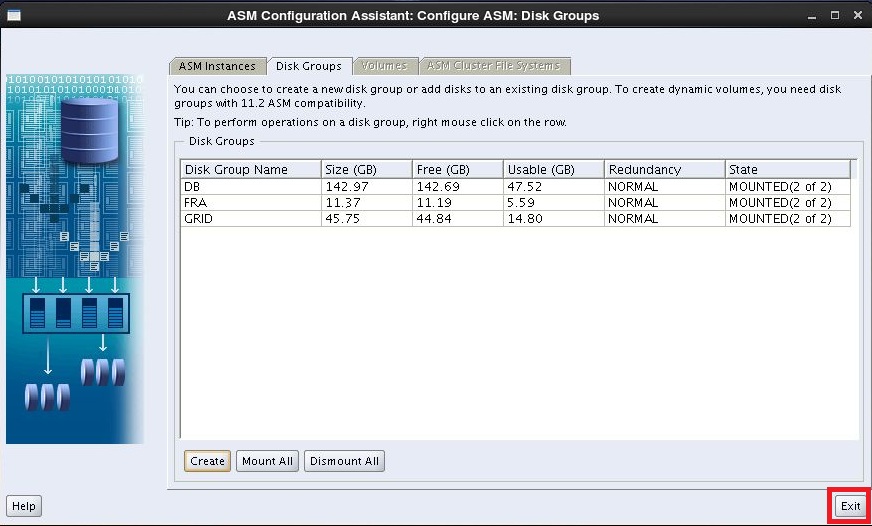 ASM Configuration Assistant: Configure ASM: Disk Groups
ASM Instances Disk Groups Volumes ASM Cluster File Systems
You can choose to create a new disk group or add disks to an existing disk group. To create dynamic volumes, you need disk
groups with 11.2 ASM compatibility.
Tip: To perform operations on a disk group, right mouse click on the row.
Disk Groups
Disk Group Name Size (GB) Free (GB) Usable (GB) Redundancy State
DB 142.97 142.69 47.52 NORMAL MOUNTED(2 of 2)
FRA 11.37 11.19 5.59 NORMAL MOUNTED(2 of 2)
GRID 45.75 44.84 14.80 NORMAL MOUNTED(2 of 2)
Create Mount All Dismount All
Help Exit